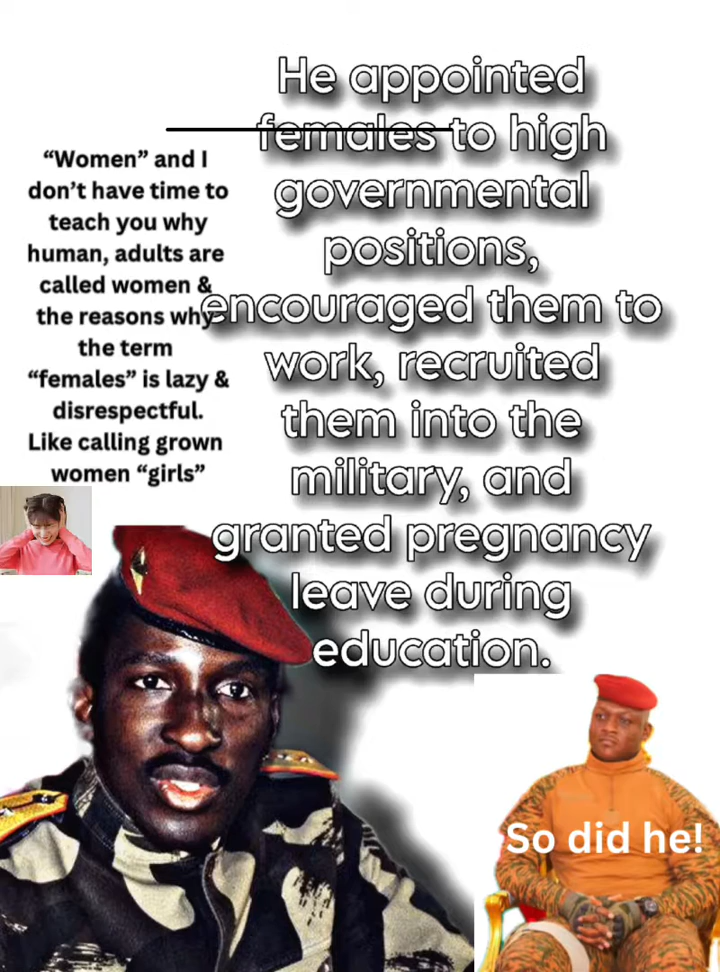 He appointed
females to high
governmental
positions,
encouraged them to
work, recruited
them into the
military, and
granted pregnancy
leave during
education.
“Women” and I
don’t have time to
teach you why
human, adults are
called women &
the reasons why
the term
“females” is lazy &
disrespectful.
Like calling grown
women “girls”
So did he!